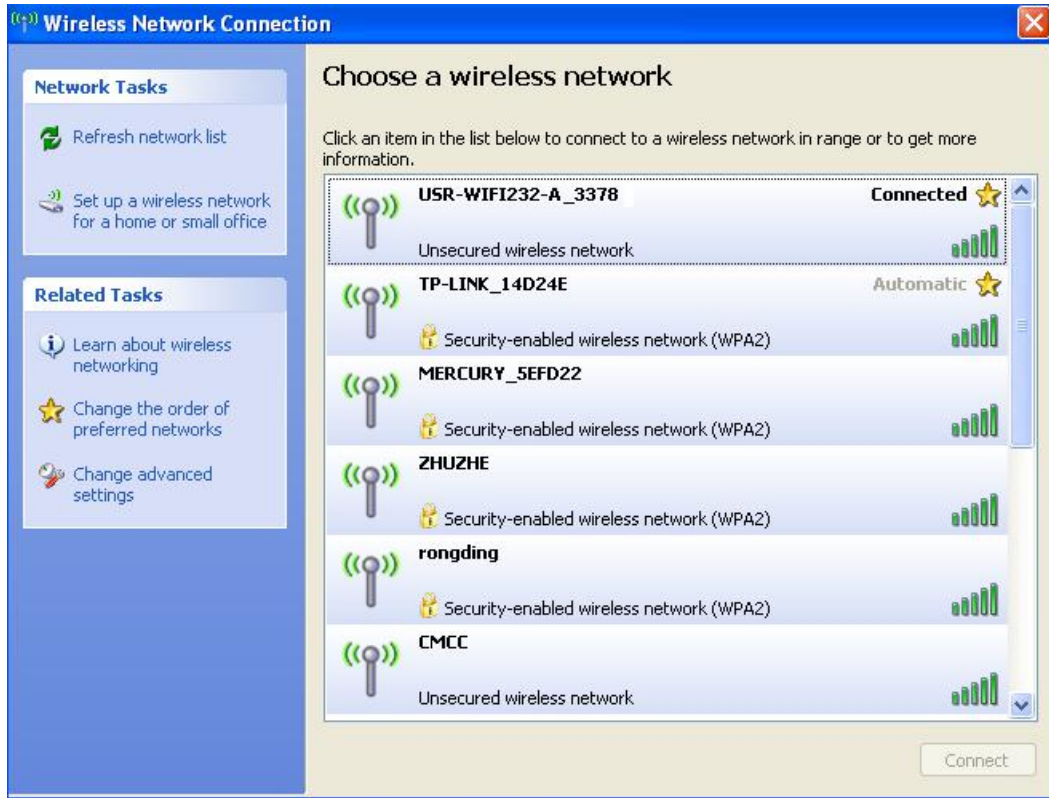 Wireless Network Connection
Network Tasks
Refresh network list
Set up a wireless network
for a home or small office
Related Tasks
Learn about wireless
networking
Change the order of
preferred networks
Change advanced
settings
Choose a wireless network
Click an item in the list below to connect to a wireless network in range or to get more
information.
USR-WIFI232-A_3378 Connected
Unsecured wireless network
TP-LINK_14D24E Automatic
Security-enabled wireless network (WPA2)
MERCURY_5EFD22
Security-enabled wireless network (WPA2)
ZHUZHE
Security-enabled wireless network (WPA2)
rongding
Security-enabled wireless network (WPA2)
CMCC
Unsecured wireless network
Connect